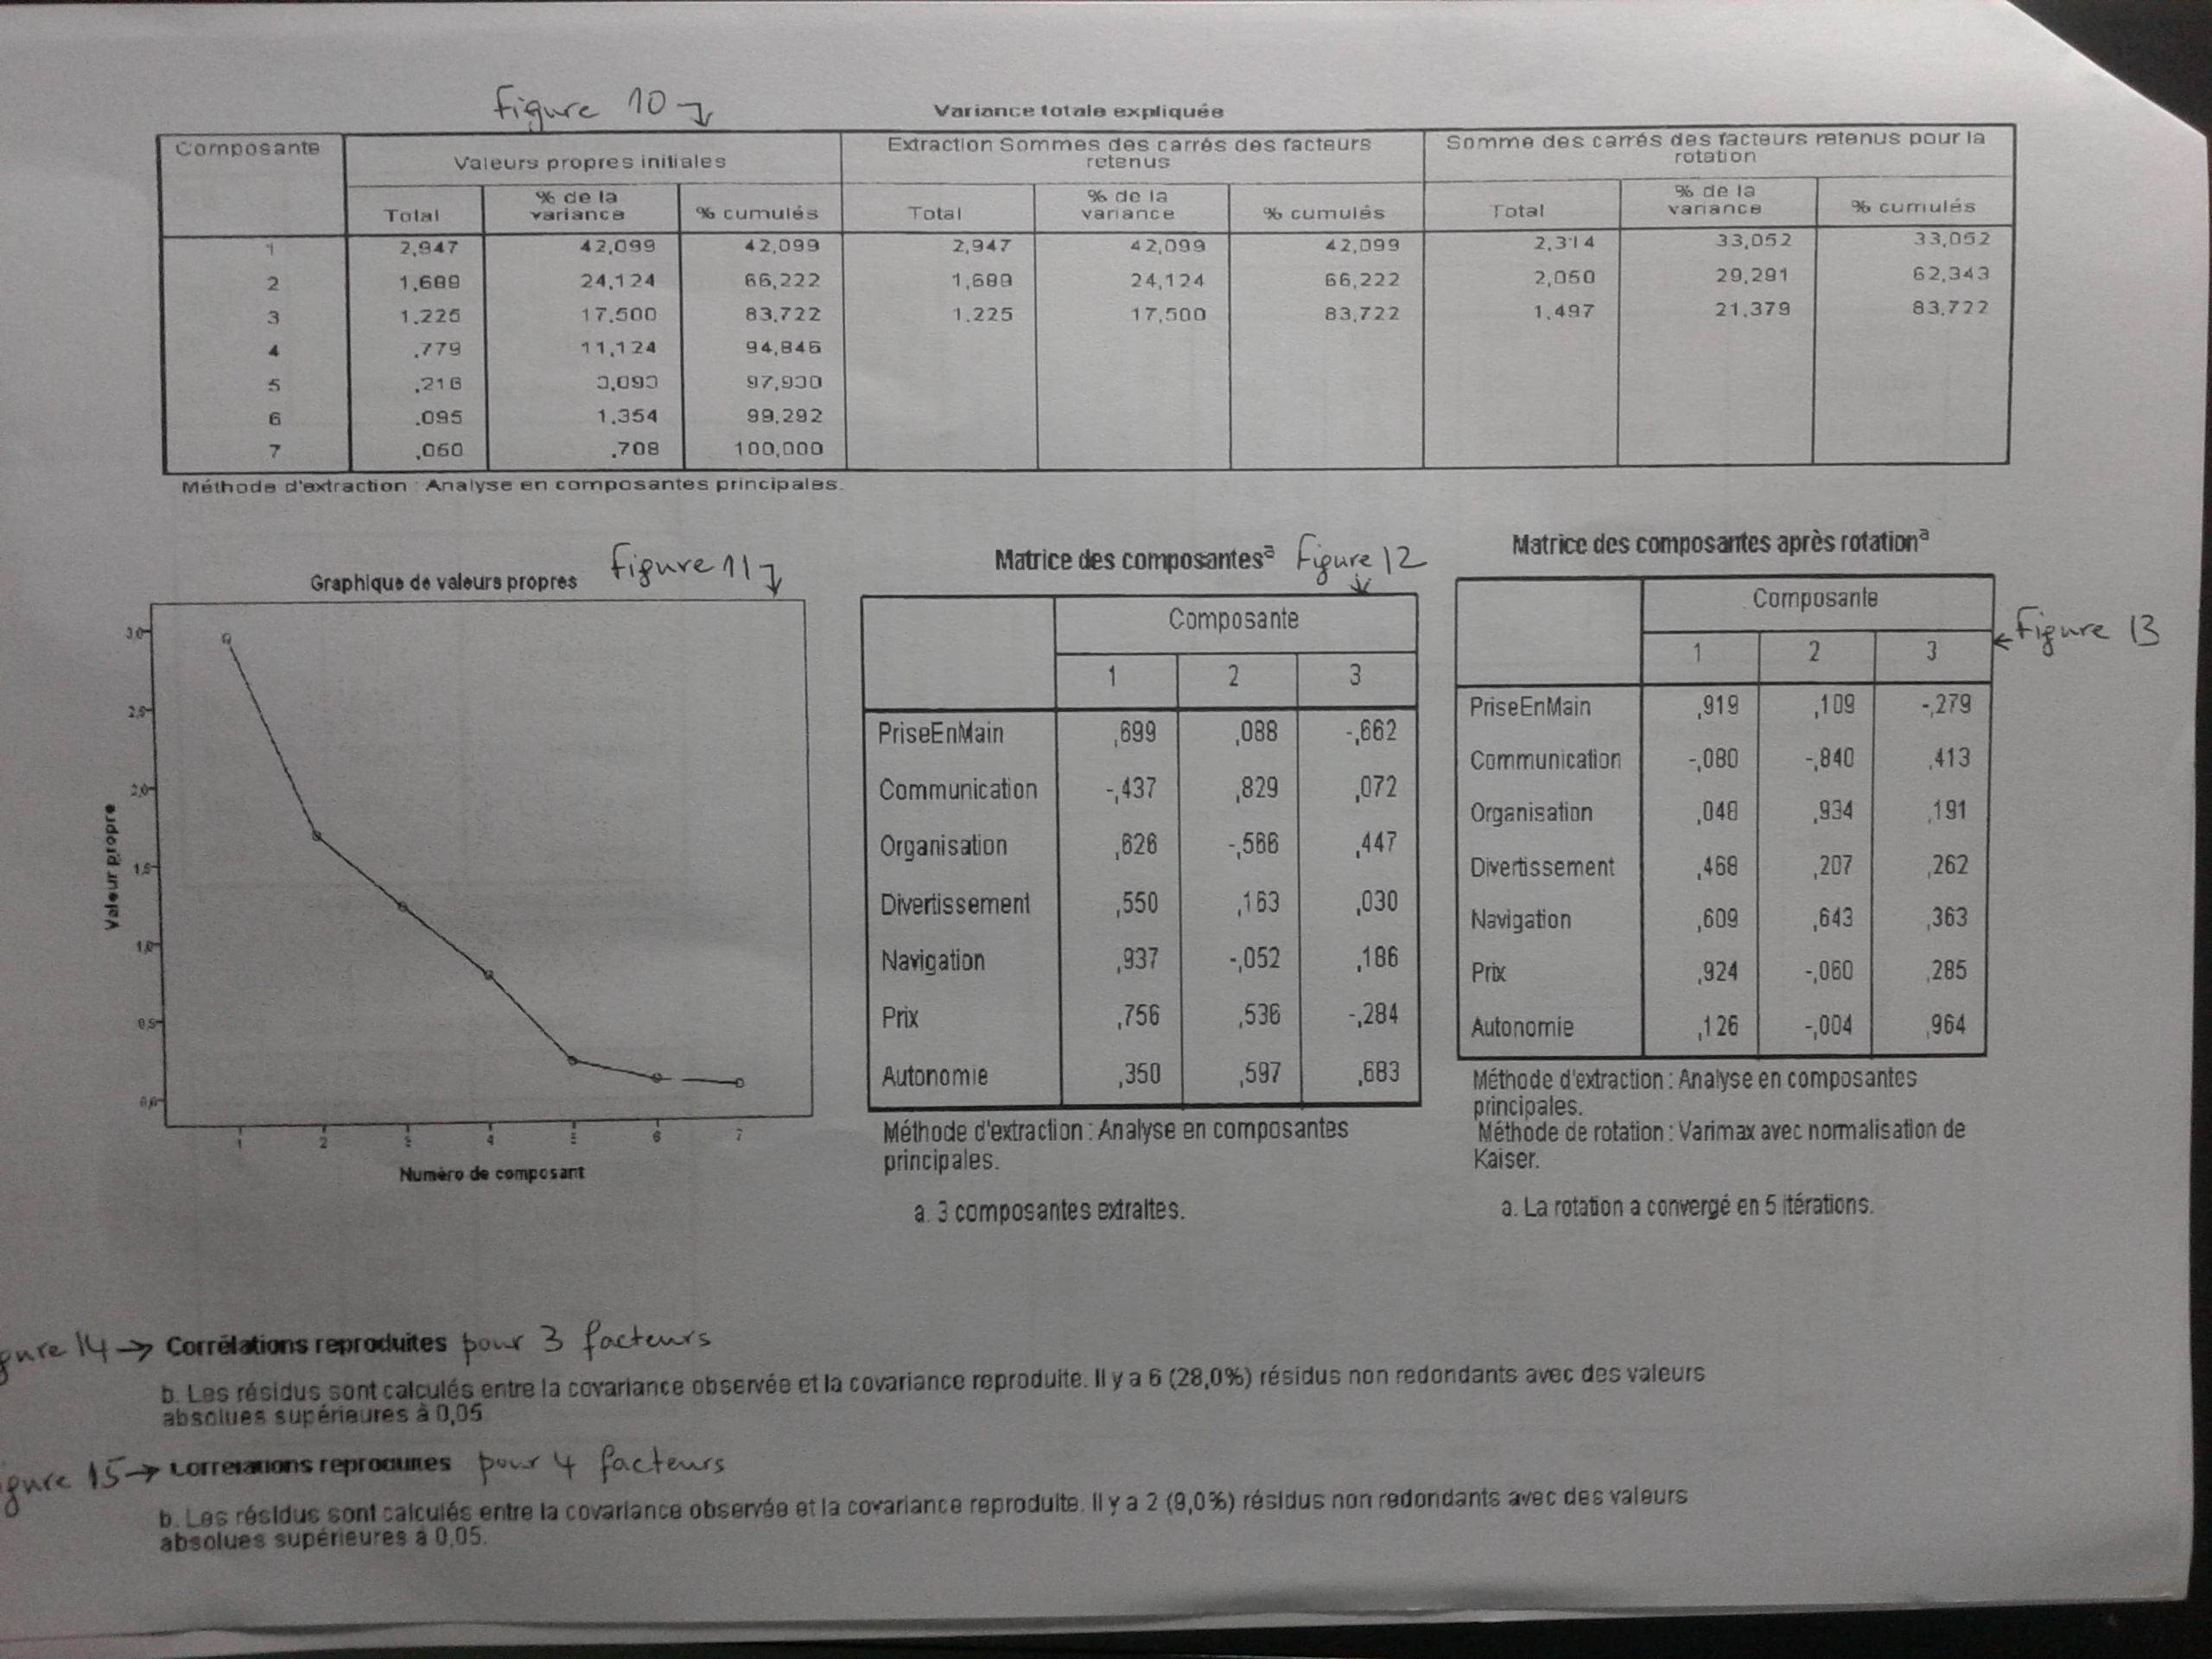 Figure 10
Variance totale expliquée
Composante
Valeurs propres initiales
Extraction Sommes des carrés des facteurs retenus
Somme des carrés des facteurs retenus pour la rotation
Total % de la variance % cumulés Total % de la variance % cumulés Total % de la variance % cumulés
1 2,947 42,099 42,099 2,947 42,099 42,099 2,314 33,052 33,052
2 1,689 24,124 66,222 1,689 24,124 66,222 2,050 29,291 62,343
3 1,225 17,500 83,722 1,225 17,500 83,722 1,497 21,379 83,722
4 ,779 11,124 94,846
5 ,216 3,093
6 ,095 1,354 99,292
7 ,050 ,708 100,000
Méthode d'extraction : Analyse en composantes principales.
Figure 11
Graphique de valeurs propres
Valeur propre
3,0
2,5
2,0
1,5
1,0
0,5
0,0
1 2 3 4 5 6 7
Numéro de composant
Matrice des composantesa Figure 12
Composante
1 2 3
PriseEnMain ,699 ,088 -,662
Communication -,437 ,829 ,072
Organisation ,626 -,566 ,447
Divertissement ,550 ,163 ,030
Navigation ,937 -,052 ,186
Prix ,756 ,536 -,284
Autonomie ,350 ,597 ,683
Méthode d'extraction : Analyse en composantes
principales.
a. 3 composantes extraites.
Matrice des composantes après rotationa
Figure 13
Composante
1 2 3
PriseEnMain ,919 ,109 -,279
Communication -,080 -,840 ,413
Organisation ,048 ,934 ,191
Divertissement ,468 ,207 ,262
Navigation ,609 ,643 ,363
Prix ,924 -,060 ,285
Autonomie ,126 -,004 ,964
Méthode d'extraction : Analyse en composantes
principales.
Méthode de rotation : Varimax avec normalisation de
Kaiser.
a. La rotation a convergé en 5 itérations.
gure 14 → Corrélations reproduites pour 3 facteurs
b. Les résidus sont calculés entre la covariance observée et la covariance reproduite. Il y a 6 (28,0%) résidus non redondants avec des valeurs
absolues supérieures à 0,05
igure 15 → Corrélations reproduites pour 4 facteurs
b. Les résidus sont calculés entre la covariance observée et la covariance reproduite. Il y a 2 (9,0%) résidus non redondants avec des valeurs
absolues supérieures à 0,05.